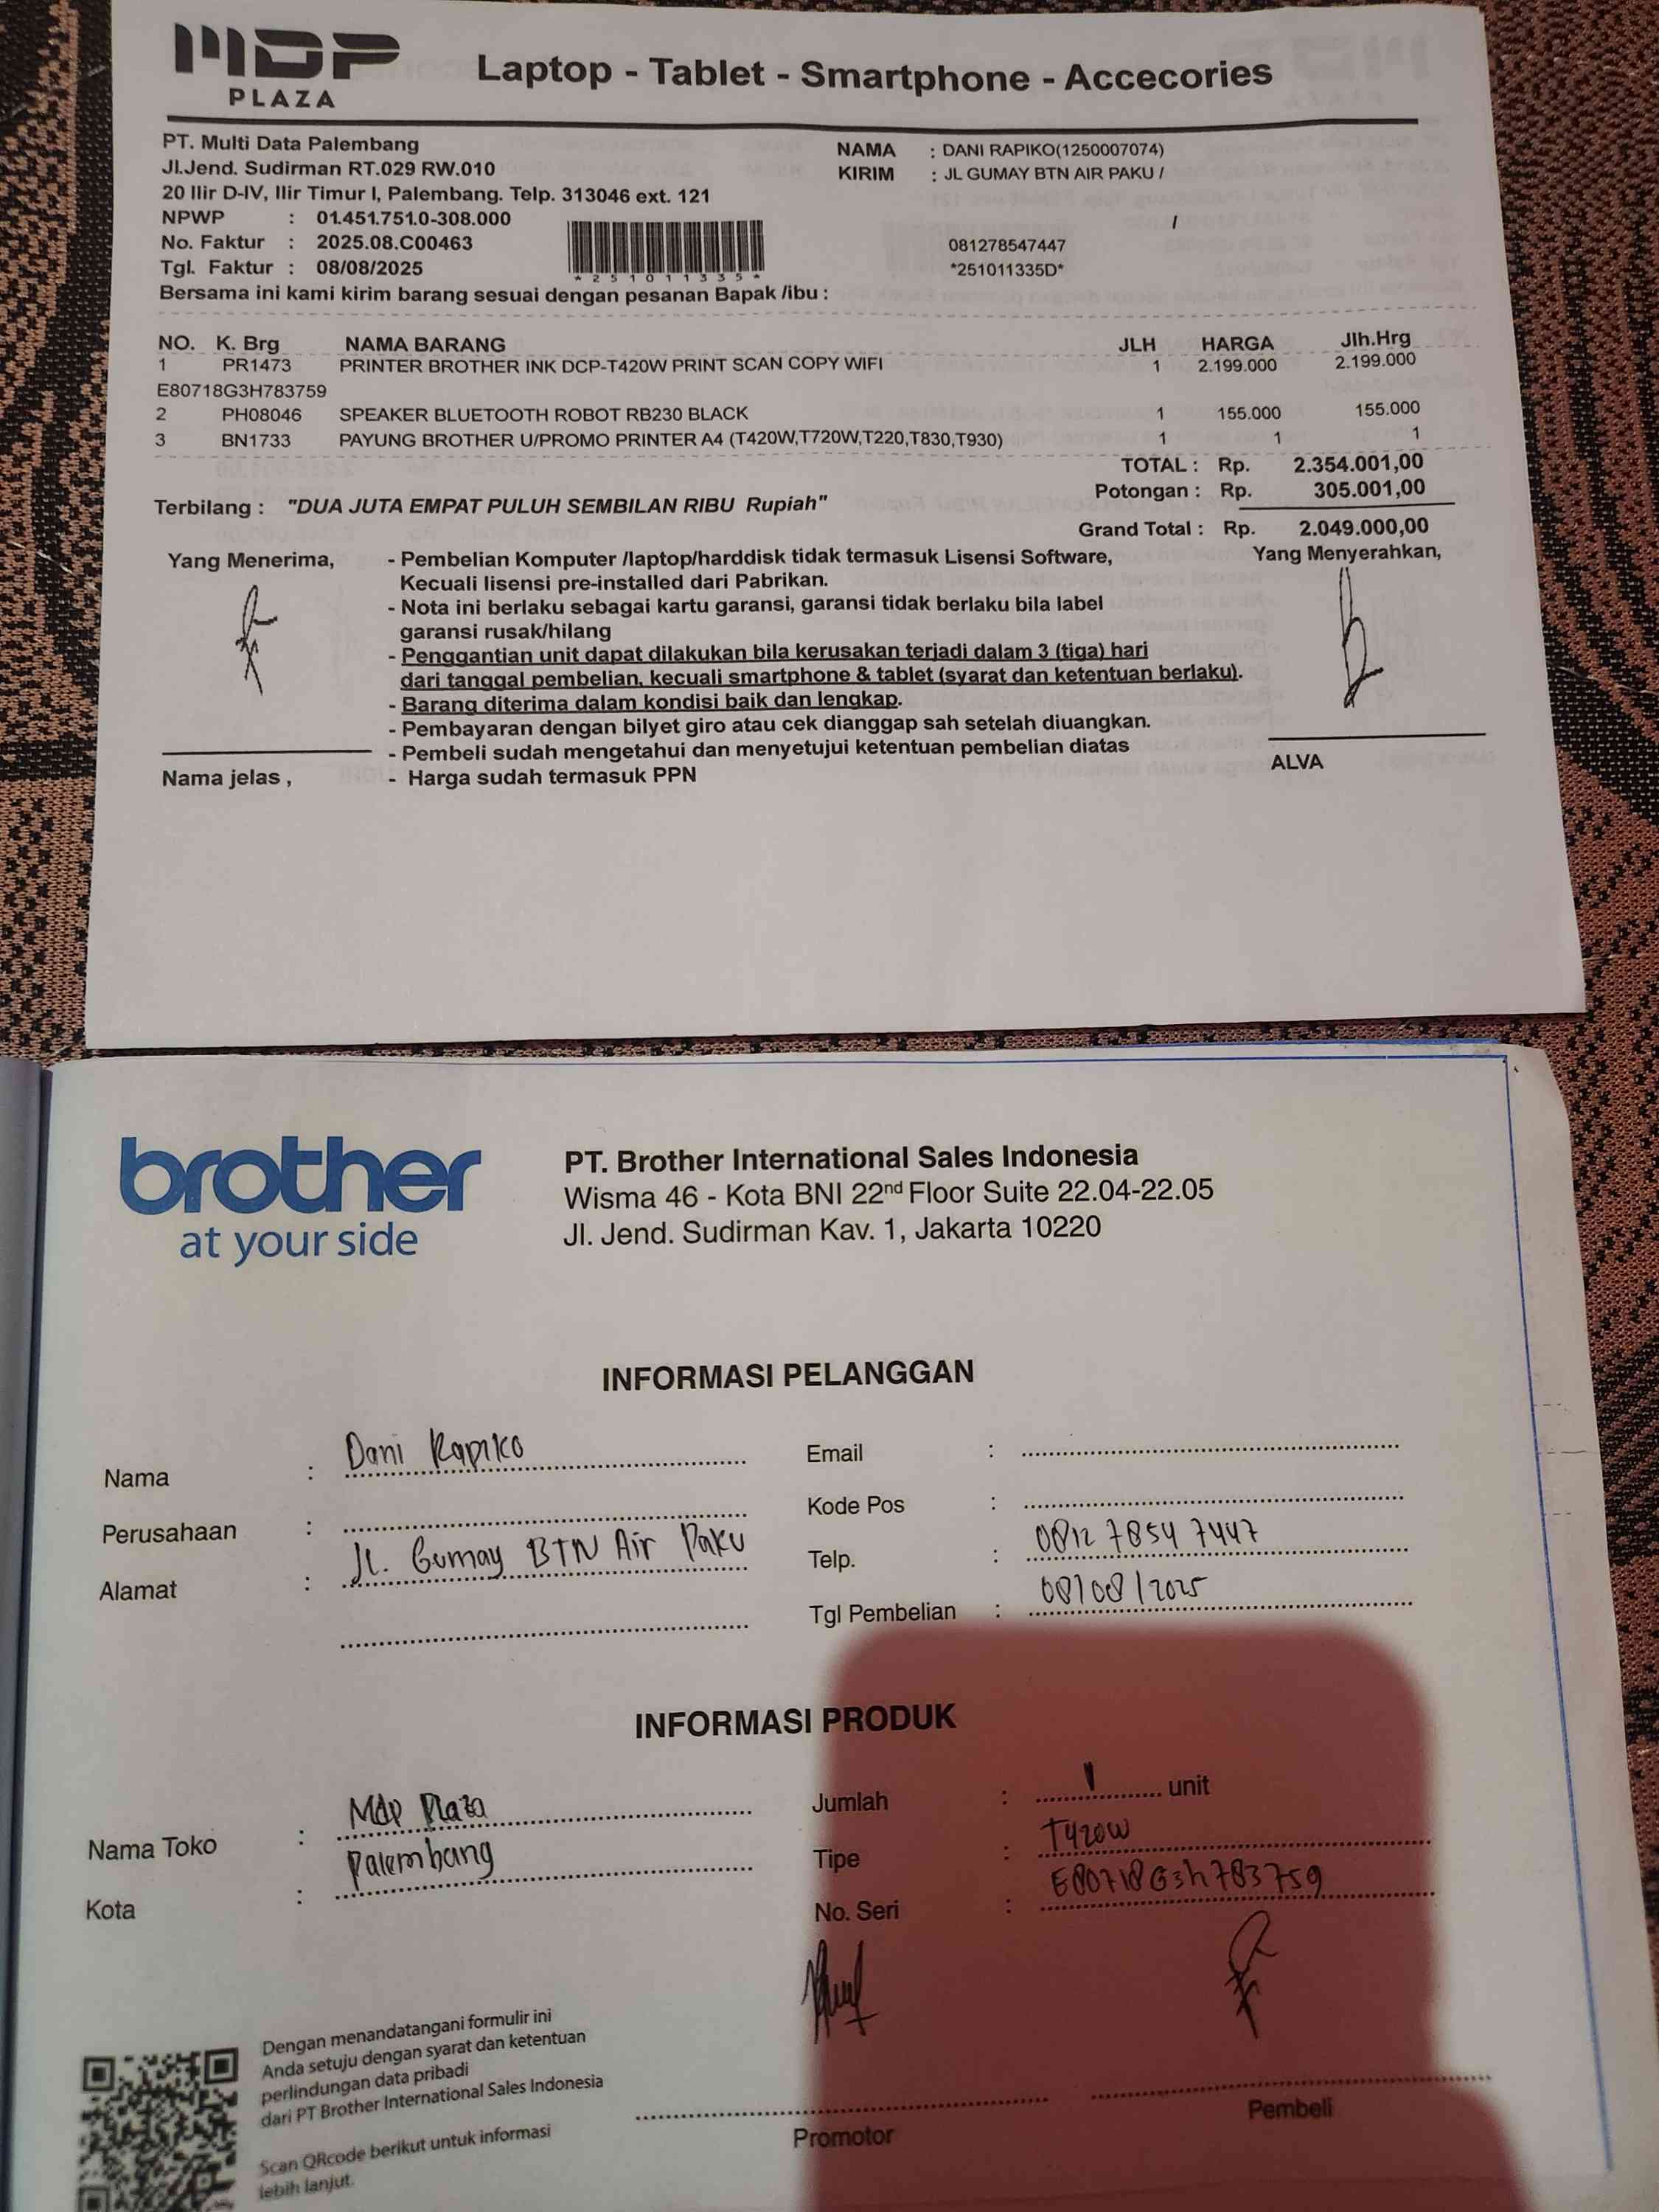 MDP
PLAZA
Laptop - Tablet - Smartphone - Accecories
PT. Multi Data Palembang
Jl.Jend. Sudirman RT.029 RW.010
20 Ilir D-IV, Ilir Timur I, Palembang. Telp. 313046 ext. 121
NPWP : 01.451.751.0-308.000
No. Faktur : 2025.08.C00463
Tgl. Faktur : 08/08/2025
*251011335*
NAMA : DANI RAPIKO(1250007074)
KIRIM : JL GUMAY BTN AIR PAKU /
/
081278547447
*251011335D*
Bersama ini kami kirim barang sesuai dengan pesanan Bapak /ibu :
NO. K. Brg NAMA BARANG JLH HARGA Jlh.Hrg
1 PR1473 PRINTER BROTHER INK DCP-T420W PRINT SCAN COPY WIFI 1 2.199.000 2.199.000
E80718G3H783759
2 PH08046 SPEAKER BLUETOOTH ROBOT RB230 BLACK 1 155.000 155.000
3 BN1733 PAYUNG BROTHER U/PROMO PRINTER A4 (T420W,T720W,T220,T830,T930) 1 1 1
TOTAL : Rp. 2.354.001,00
Potongan : Rp. 305.001,00
Terbilang : "DUA JUTA EMPAT PULUH SEMBILAN RIBU Rupiah"
Grand Total : Rp. 2.049.000,00
Yang Menerima,
- Pembelian Komputer /laptop/harddisk tidak termasuk Lisensi Software,
Kecuali lisensi pre-installed dari Pabrikan.
- Nota ini berlaku sebagai kartu garansi, garansi tidak berlaku bila label
garansi rusak/hilang
- Penggantian unit dapat dilakukan bila kerusakan terjadi dalam 3 (tiga) hari
dari tanggal pembelian, kecuali smartphone & tablet (syarat dan ketentuan berlaku).
- Barang diterima dalam kondisi baik dan lengkap.
- Pembayaran dengan bilyet giro atau cek dianggap sah setelah diuangkan.
- Pembeli sudah mengetahui dan menyetujui ketentuan pembelian diatas
- Harga sudah termasuk PPN
Yang Menyerahkan,
ALVA
Nama jelas ,
brother
at your side
PT. Brother International Sales Indonesia
Wisma 46 - Kota BNI 22nd Floor Suite 22.04-22.05
Jl. Jend. Sudirman Kav. 1, Jakarta 10220
INFORMASI PELANGGAN
Nama : Dani Rapiko
Perusahaan :
Alamat : Jl. Gumay BTN Air Paku
Email :
Kode Pos :
Telp. : 0812 7854 7447
Tgl Pembelian : 08/08/2025
INFORMASI PRODUK
Nama Toko : Mdp Plaza
Kota : Palembang
Jumlah : 1 unit
Tipe : T420W
No. Seri : E80718G3h783759
Dengan menandatangani formulir ini
Anda setuju dengan syarat dan ketentuan
perlindungan data pribadi
dari PT Brother International Sales Indonesia
Scan QRcode berikut untuk informasi
lebih lanjut.
Promotor
Pembeli